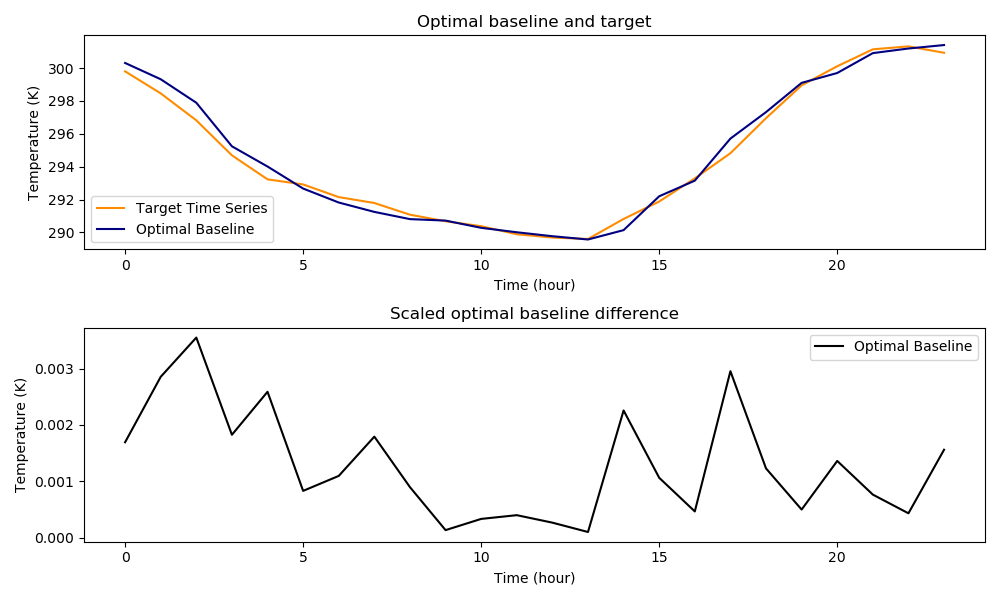 Optimal baseline and target
Temperature (K)
300
298
296
294
292
290
Target Time Series
Optimal Baseline
0 5 10 15 20
Time (hour)
Scaled optimal baseline difference
Temperature (K)
0.003
0.002
0.001
0.000
Optimal Baseline
0 5 10 15 20
Time (hour)